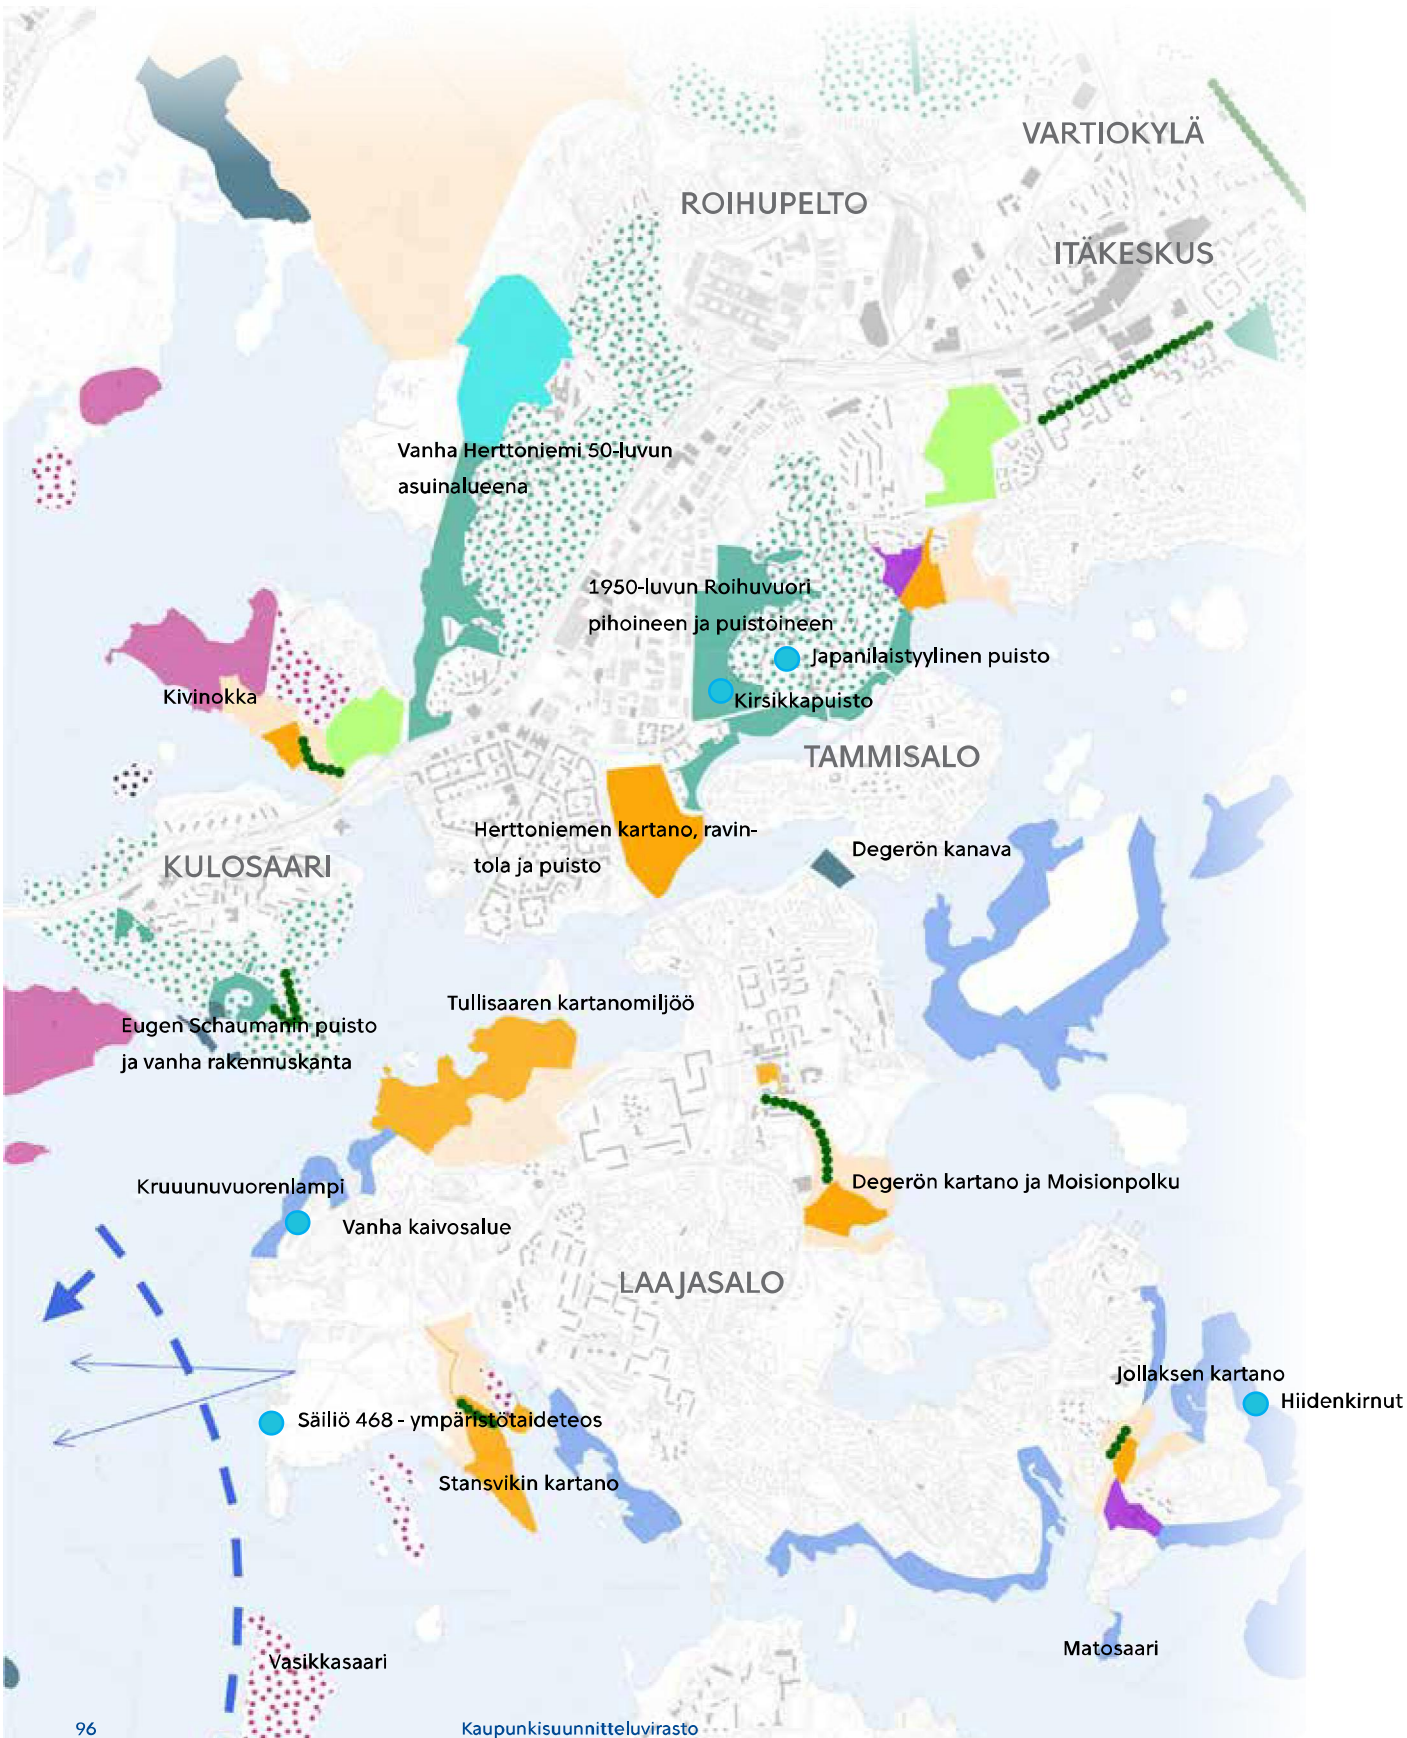 VARTIOKYLÄ
ROIHUPELTO
ITÄKESKUS
Vanha Herttoniemi 50-luvun
asuinalueena
1950-luvun Roihuvuori
pihoineen ja puistoineen
Japanilaistyylinen puisto
Kivinokka
Kirsikkapuisto
TAMMISALO
Herttoniemen kartano, ravin-
tola ja puisto
Degerön kanava
KULOSAARI
Tullisaaren kartanomiljöö
Eugen Schaumanin puisto
ja vanha rakennuskanta
Kruuunuvuorenlampi
Degerön kartano ja Moisionpolku
Vanha kaivosalue
LAAJASALO
Jollaksen kartano
Hiidenkirnut
Säiliö 468 - ympäristötaideteos
Stansvikin kartano
Matosaari
Vasikkasaari
96
Kaupunkisuunnitteluvirasto